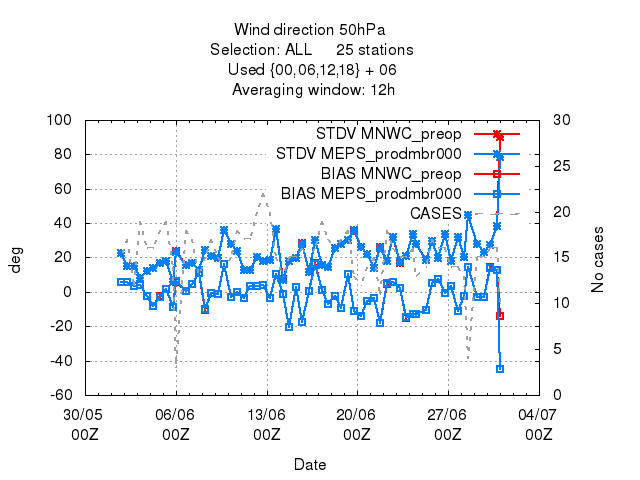 Wind direction 50hPa
Selection: ALL 25 stations
Used {00,06,12,18} + 06
Averaging window: 12h
100
80
60
40
20
0
-20
-40
-60
deg
30
25
20
15
10
5
0
No cases
STDV MNWC_preop
STDV MEPS_prodmbr000
BIAS MNWC_preop
BIAS MEPS_prodmbr000
CASES
30/05 06/06 13/06 20/06 27/06 04/07
00Z 00Z 00Z 00Z 00Z 00Z
Date